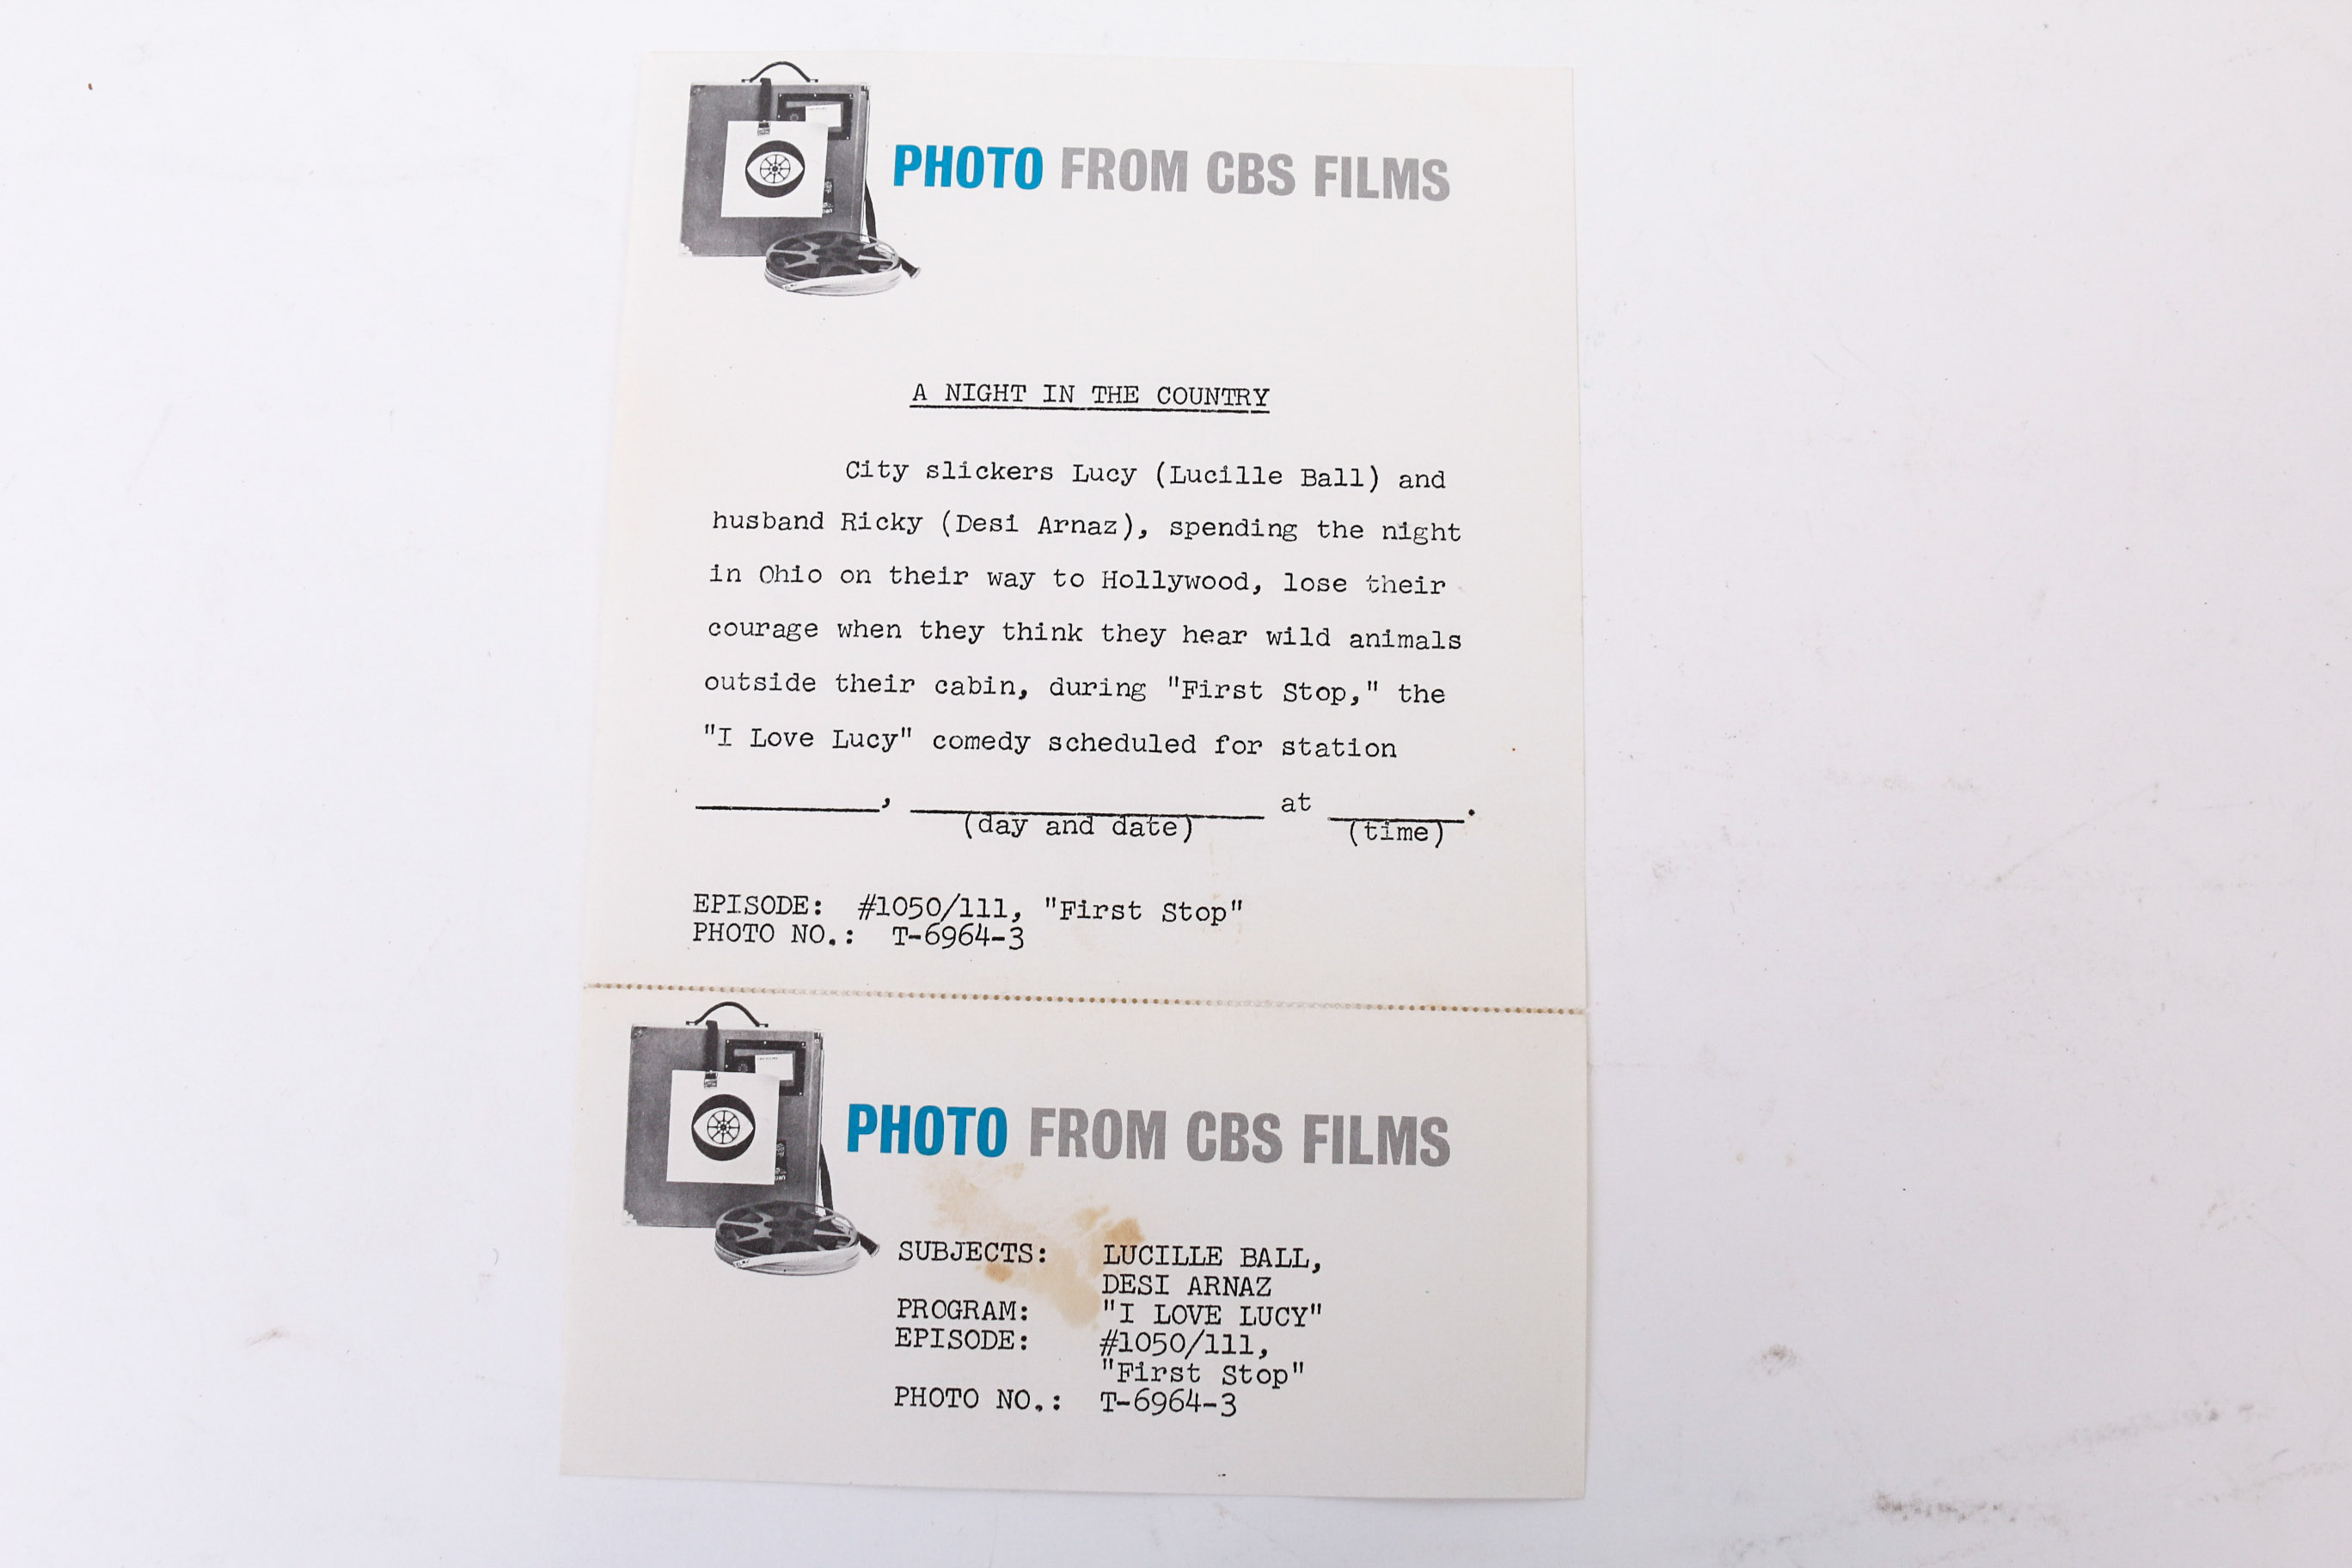 PHOTO FROM CBS FILMS
A NIGHT IN THE COUNTRY
City slickers Lucy (Lucille Ball) and
husband Ricky (Desi Arnaz), spending the night
in Ohio on their way to Hollywood, lose their
courage when they think they hear wild animals
outside their cabin, during "First Stop," the
"I Love Lucy" comedy scheduled for station
__________, ____________________ at ________.
(day and date) (time)
EPISODE: #1050/111, "First Stop"
PHOTO NO.: T-6964-3
PHOTO FROM CBS FILMS
SUBJECTS: LUCILLE BALL,
DESI ARNAZ
PROGRAM: "I LOVE LUCY"
EPISODE: #1050/111,
"First Stop"
PHOTO NO.: T-6964-3